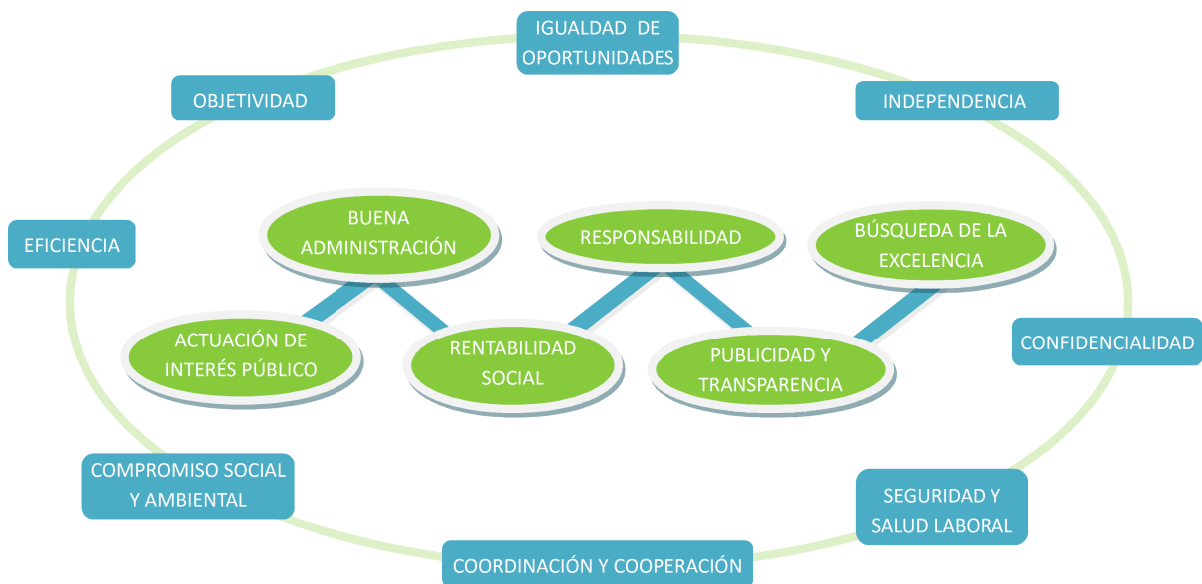 IGUALDAD DE
OPORTUNIDADES
OBJETIVIDAD
INDEPENDENCIA
BUENA
ADMINISTRACIÓN
RESPONSABILIDAD
BÚSQUEDA DE LA
EXCELENCIA
EFICIENCIA
ACTUACIÓN DE
INTERÉS PÚBLICO
RENTABILIDAD
SOCIAL
PUBLICIDAD Y
TRANSPARENCIA
CONFIDENCIALIDAD
COMPROMISO SOCIAL
Y AMBIENTAL
SEGURIDAD Y
SALUD LABORAL
COORDINACIÓN Y COOPERACIÓN